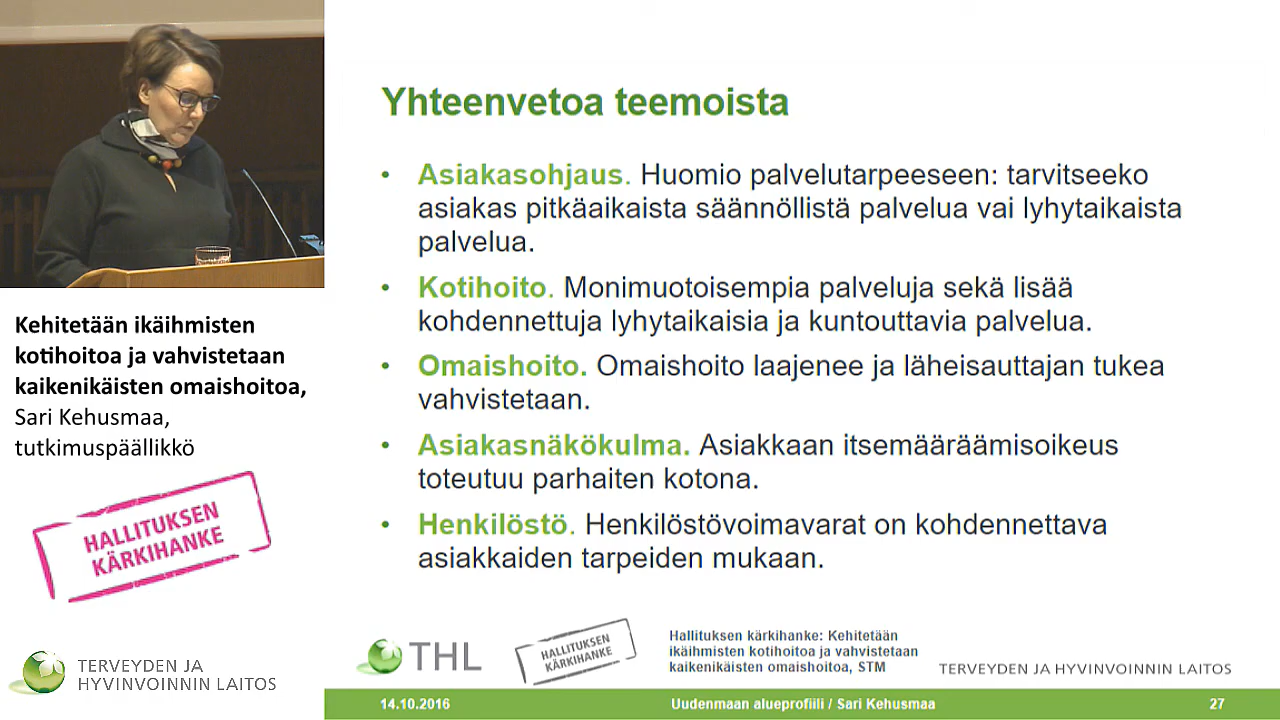 Yhteenvetoa teemoista
• Asiakasohjaus. Huomio palvelutarpeeseen: tarvitseeko
asiakas pitkäaikaista säännöllistä palvelua vai lyhytaikaista
palvelua.
• Kotihoito. Monimuotoisempia palveluja sekä lisää
kohdennettuja lyhytaikaisia ja kuntouttavia palvelua.
• Omaishoito. Omaishoito laajenee ja läheisauttajan tukea
vahvistetaan.
• Asiakasnäkökulma. Asiakkaan itsemääräämisoikeus
toteutuu parhaiten kotona.
• Henkilöstö. Henkilöstövoimavarat on kohdennettava
asiakkaiden tarpeiden mukaan.
Kehitetään ikäihmisten
kotihoitoa ja vahvistetaan
kaikenikäisten omaishoitoa,
Sari Kehusmaa,
tutkimuspäällikkö
HALLITUKSEN
KÄRKIHANKE
TERVEYDEN JA
HYVINVOINNIN LAITOS
THL
HALLITUKSEN
KÄRKIHANKE
Hallituksen kärkihanke: Kehitetään
ikäihmisten kotihoitoa ja vahvistetaan
kaikenikäisten omaishoitoa, STM
TERVEYDEN JA HYVINVOINNIN LAITOS
14.10.2016
Uudenmaan alueprofiili / Sari Kehusmaa
27